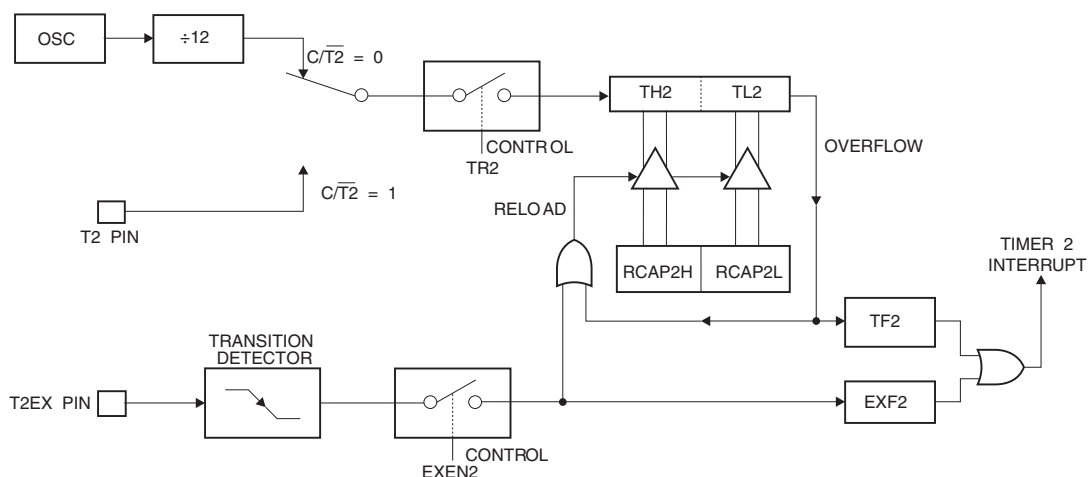 OSC
÷12
C/T2̅ = 0
TH2
TL2
CONTROL
TR2
OVERFLOW
C/T2̅ = 1
RELOAD
T2 PIN
TIMER 2
INTERRUPT
RCAP2H
RCAP2L
TF2
TRANSITION
DETECTOR
T2EX PIN
EXF2
CONTROL
EXEN2